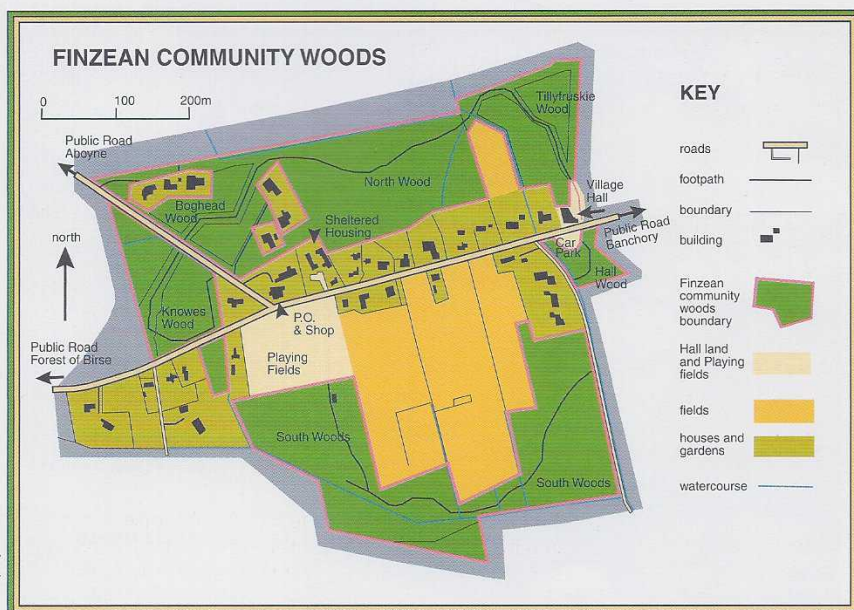 FINZEAN COMMUNITY WOODS
0 100 200m
Public Road
Aboyne
north
Public Road
Forest of Birse
Boghead
Wood
Knowes
Wood
North Wood
Tillyfruskie
Wood
Sheltered
Housing
Village
Hall
Public Road
Banchory
Car
Park
Hall
Wood
P.O.
& Shop
Playing
Fields
South Woods
South Woods
KEY
roads
footpath
boundary
building
Finzean
community
woods
boundary
Hall land
and Playing
fields
fields
houses and
gardens
watercourse